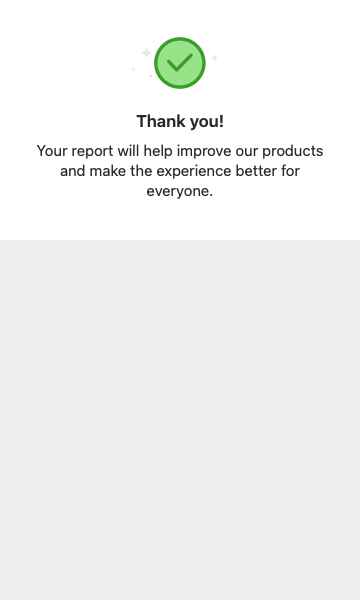 Thank you!
Your report will help improve our products
and make the experience better for
everyone.